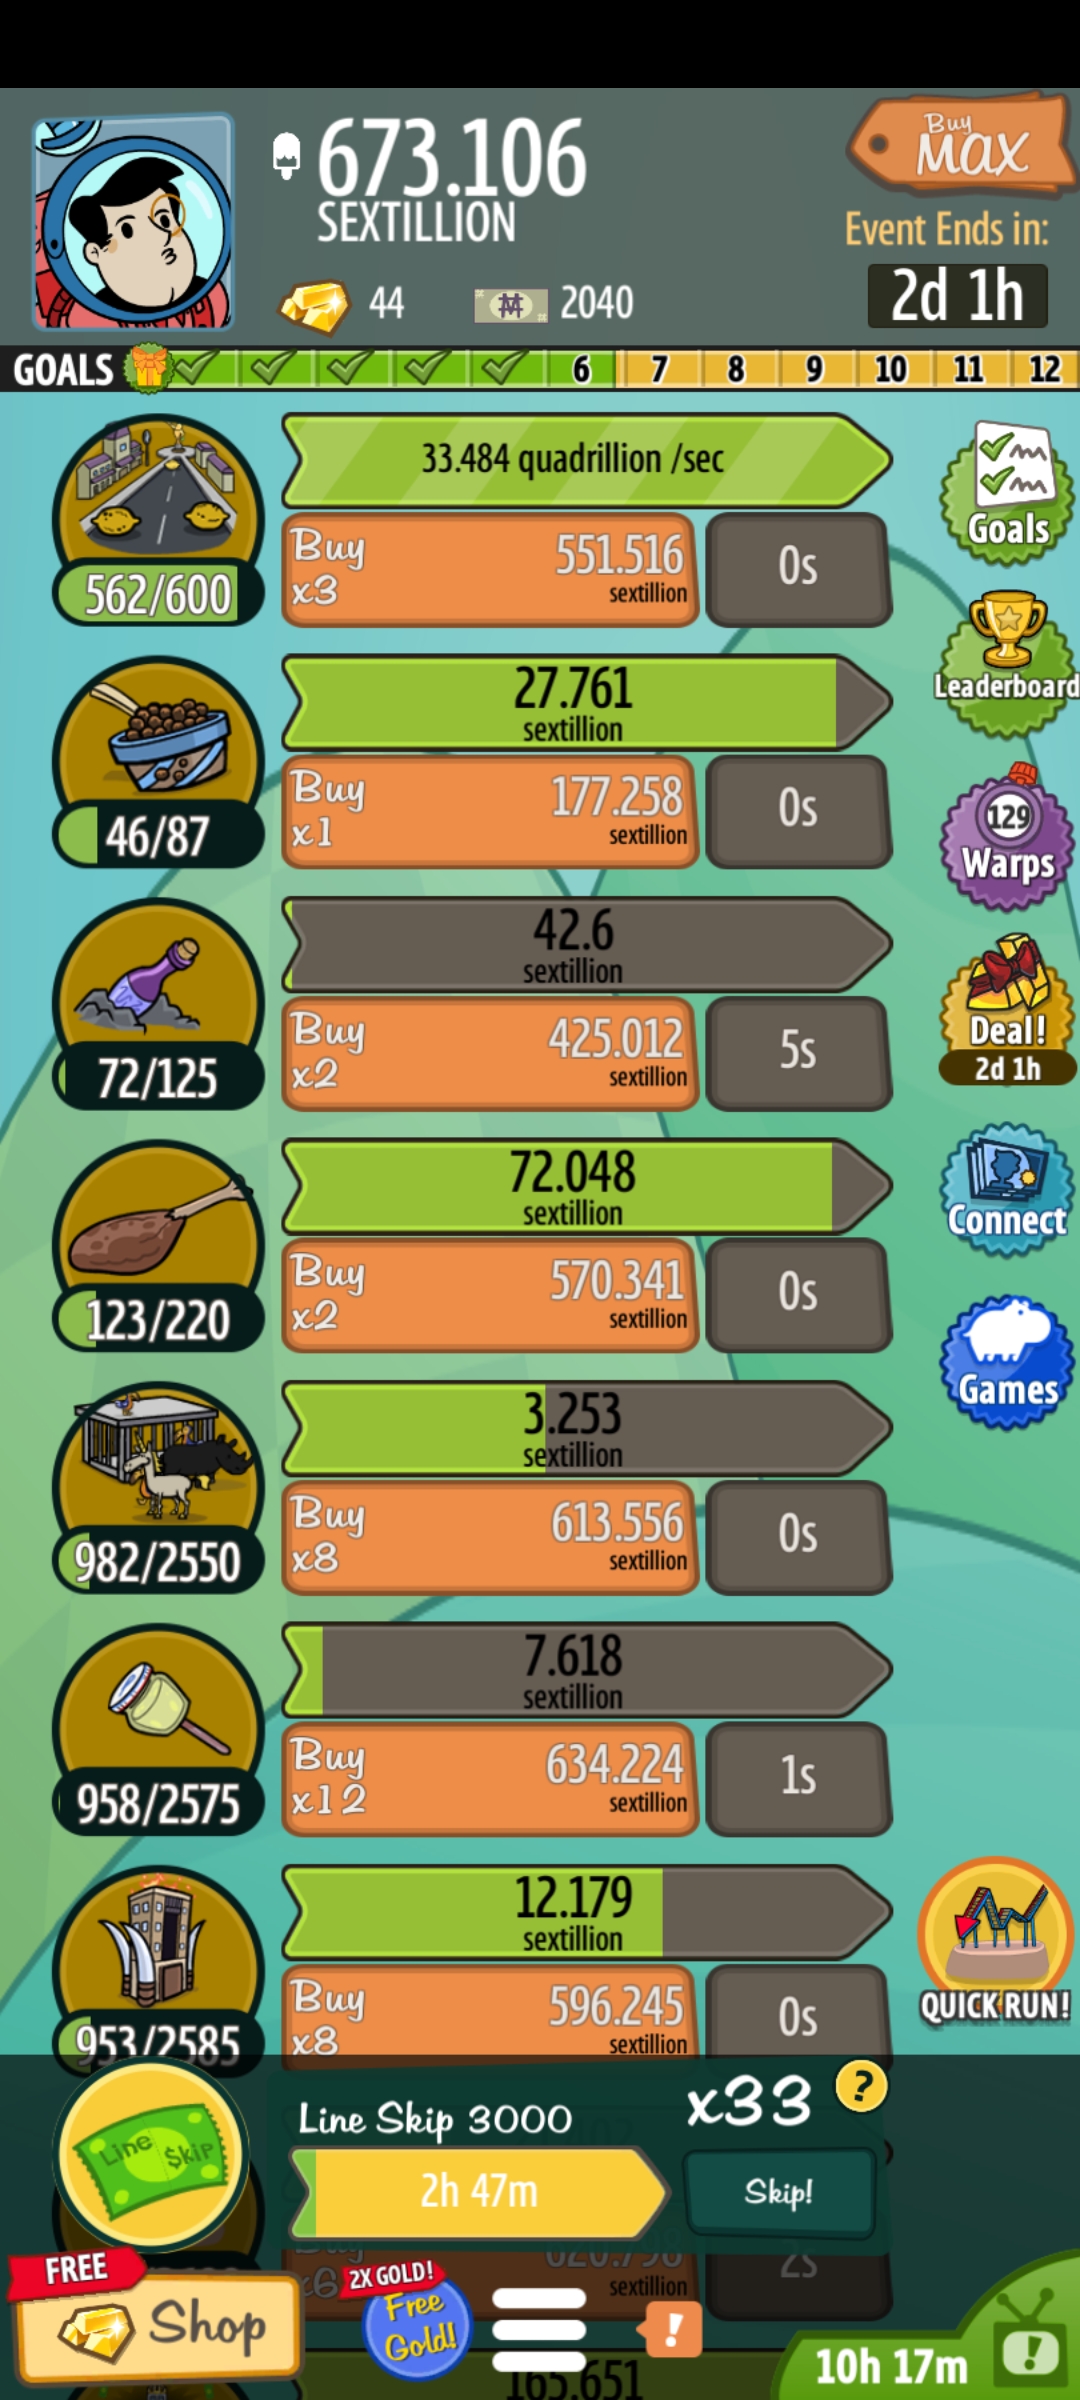 673.106
SEXTILLION
Buy
MAX
Event Ends in:
2d 1h
44
2040
GOALS
6
7
8
9
10
11
12
33.484 quadrillion /sec
562/600
Buy
x3
551.516
sextillion
0s
Goals
27.761
sextillion
46/87
Buy
x1
177.258
sextillion
0s
Leaderboard
42.6
sextillion
72/125
Buy
x2
425.012
sextillion
5s
129
Warps
Deal!
2d 1h
72.048
sextillion
123/220
Buy
x2
570.341
sextillion
0s
Connect
Games
3.253
sextillion
982/2550
Buy
x8
613.556
sextillion
0s
7.618
sextillion
958/2575
Buy
x12
634.224
sextillion
1s
12.179
sextillion
953/2585
Buy
x8
596.245
sextillion
0s
QUICK RUN!
Line Skip
Line Skip 3000
x33
?
2h 47m
Skip!
Buy
x6
620.798
sextillion
2s
FREE
Shop
2X GOLD!
Free
Gold!
!
165.651
10h 17m
!